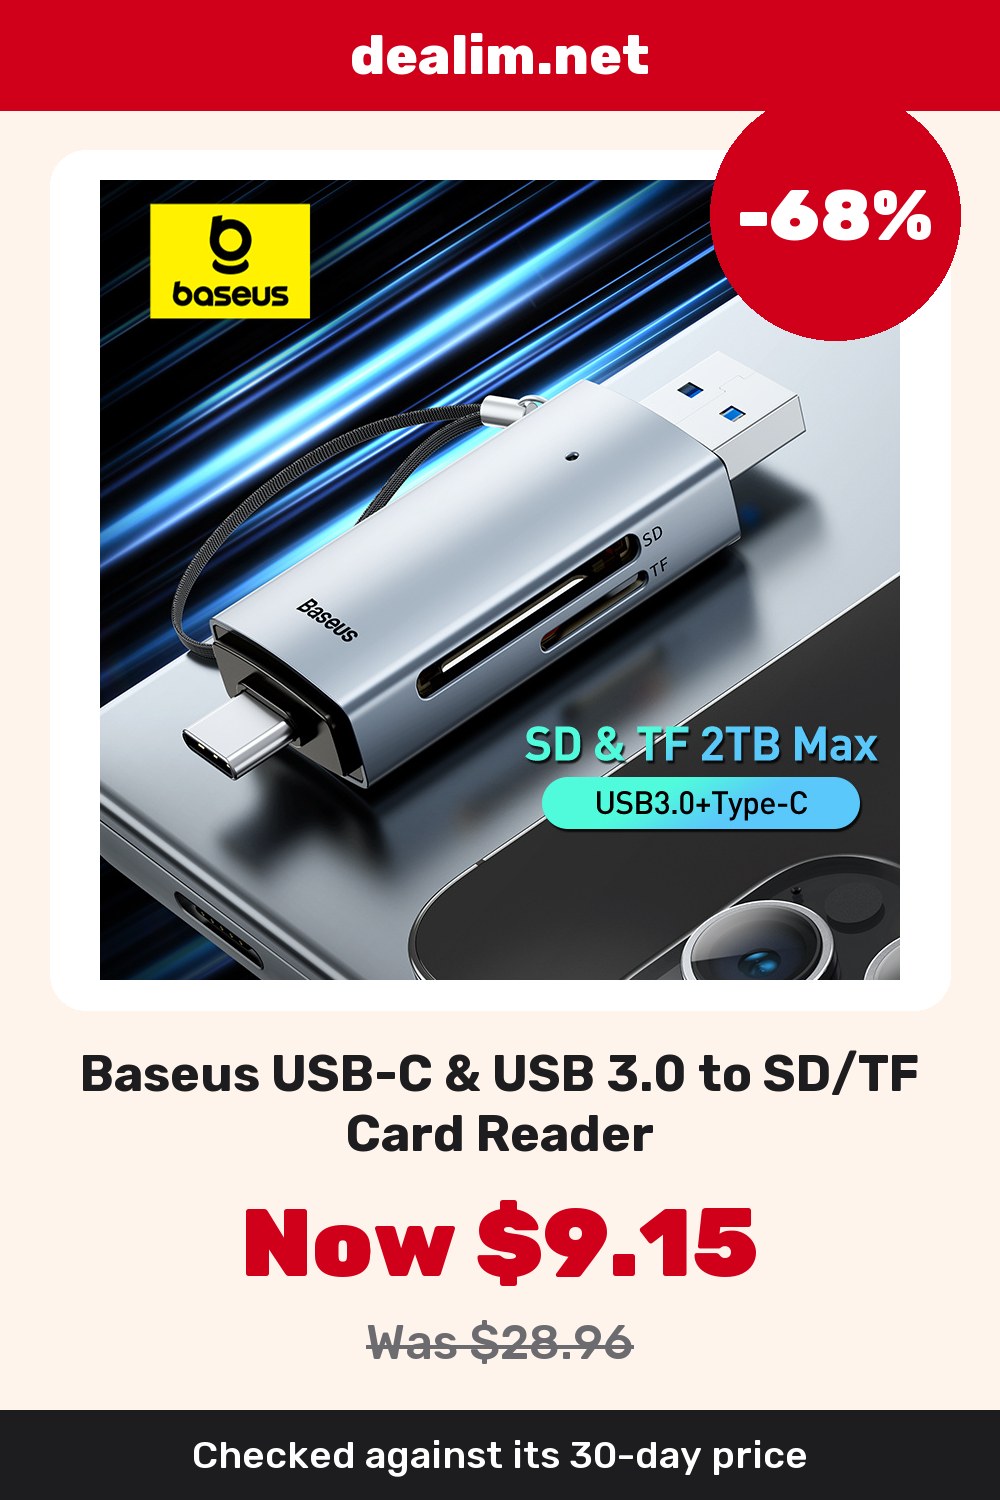 dealim.net
-68%
baseus
SD
TF
Baseus
SD & TF 2TB Max
USB3.0+Type-C
Baseus USB-C & USB 3.0 to SD/TF
Card Reader
Now $9.15
Was $28.96
Checked against its 30-day price